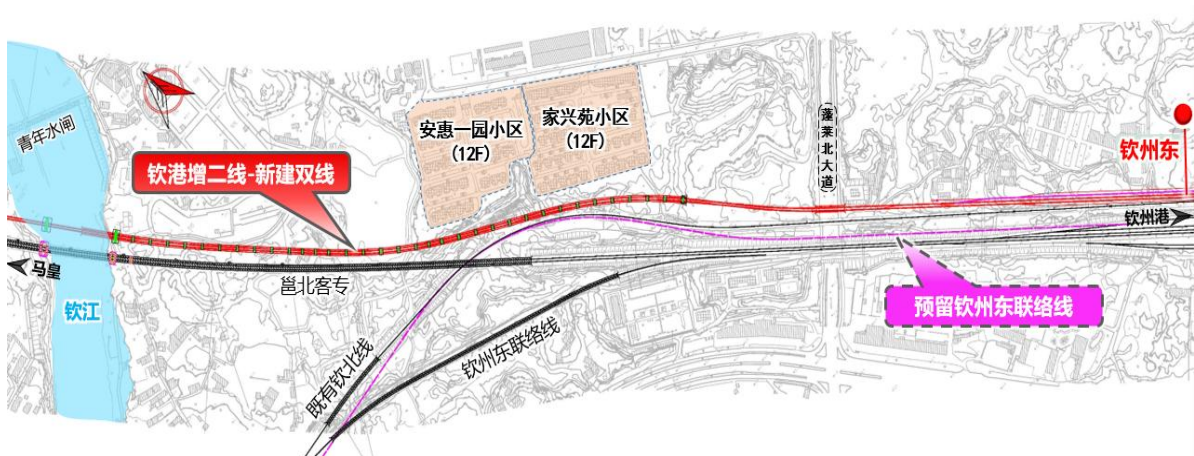 青年水闸
钦港增二线-新建双线
安惠一园小区
(12F)
家兴苑小区
(12F)
蓬莱北大道
钦州东
钦州港
马皇
钦江
邕北客专
既有钦北线
钦州东联络线
预留钦州东联络线